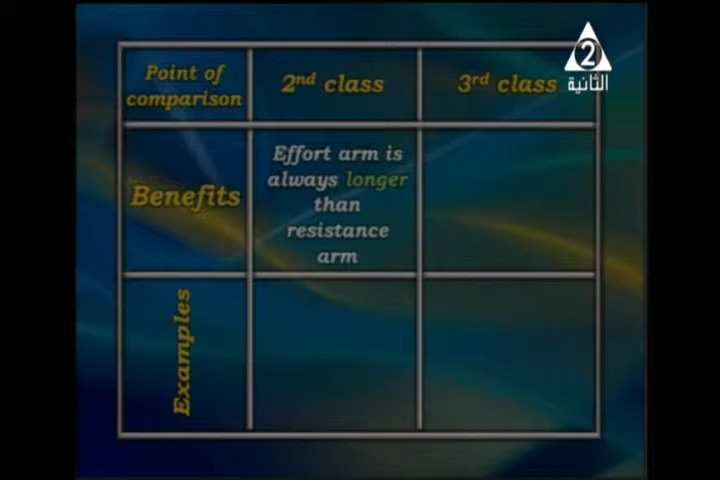 Point of
comparison
2nd class
3rd class
2
الثانية
Benefits
Effort arm is
always longer
than
resistance
arm
Examples